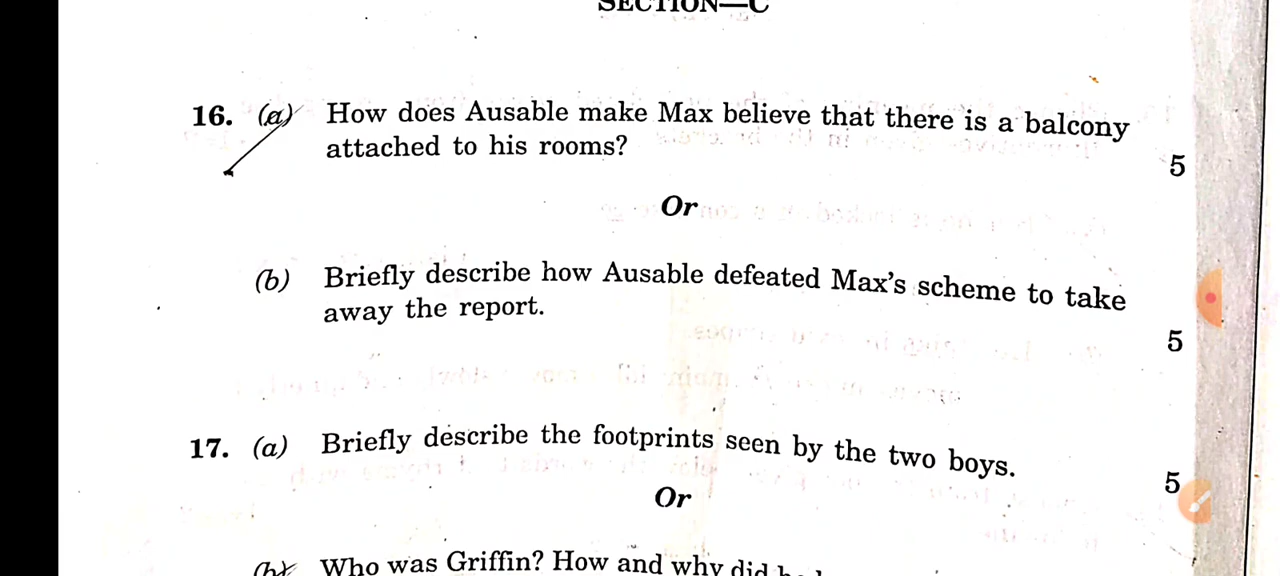 SECTION—C
16. (a) How does Ausable make Max believe that there is a balcony
attached to his rooms?
5
Or
(b) Briefly describe how Ausable defeated Max's scheme to take
away the report.
5
17. (a) Briefly describe the footprints seen by the two boys.
5
Or
(b) Who was Griffin? How and why did